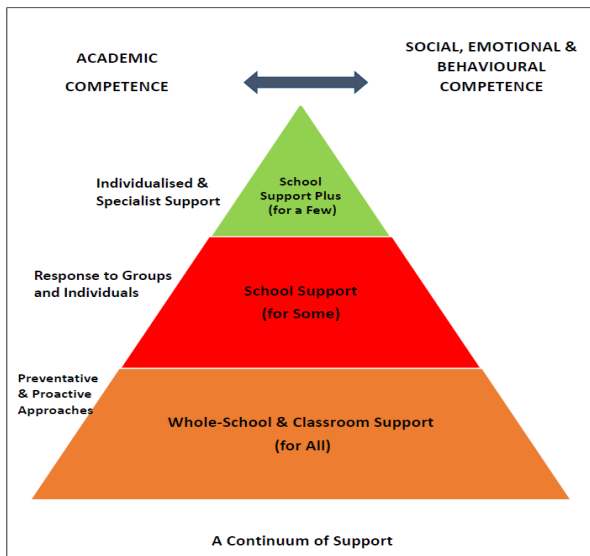 ACADEMIC
COMPETENCE
SOCIAL, EMOTIONAL &
BEHAVIOURAL
COMPETENCE
Individualised &
Specialist Support
School
Support Plus
(for a Few)
Response to Groups
and Individuals
School Support
(for Some)
Preventative
& Proactive
Approaches
Whole-School & Classroom Support
(for All)
A Continuum of Support